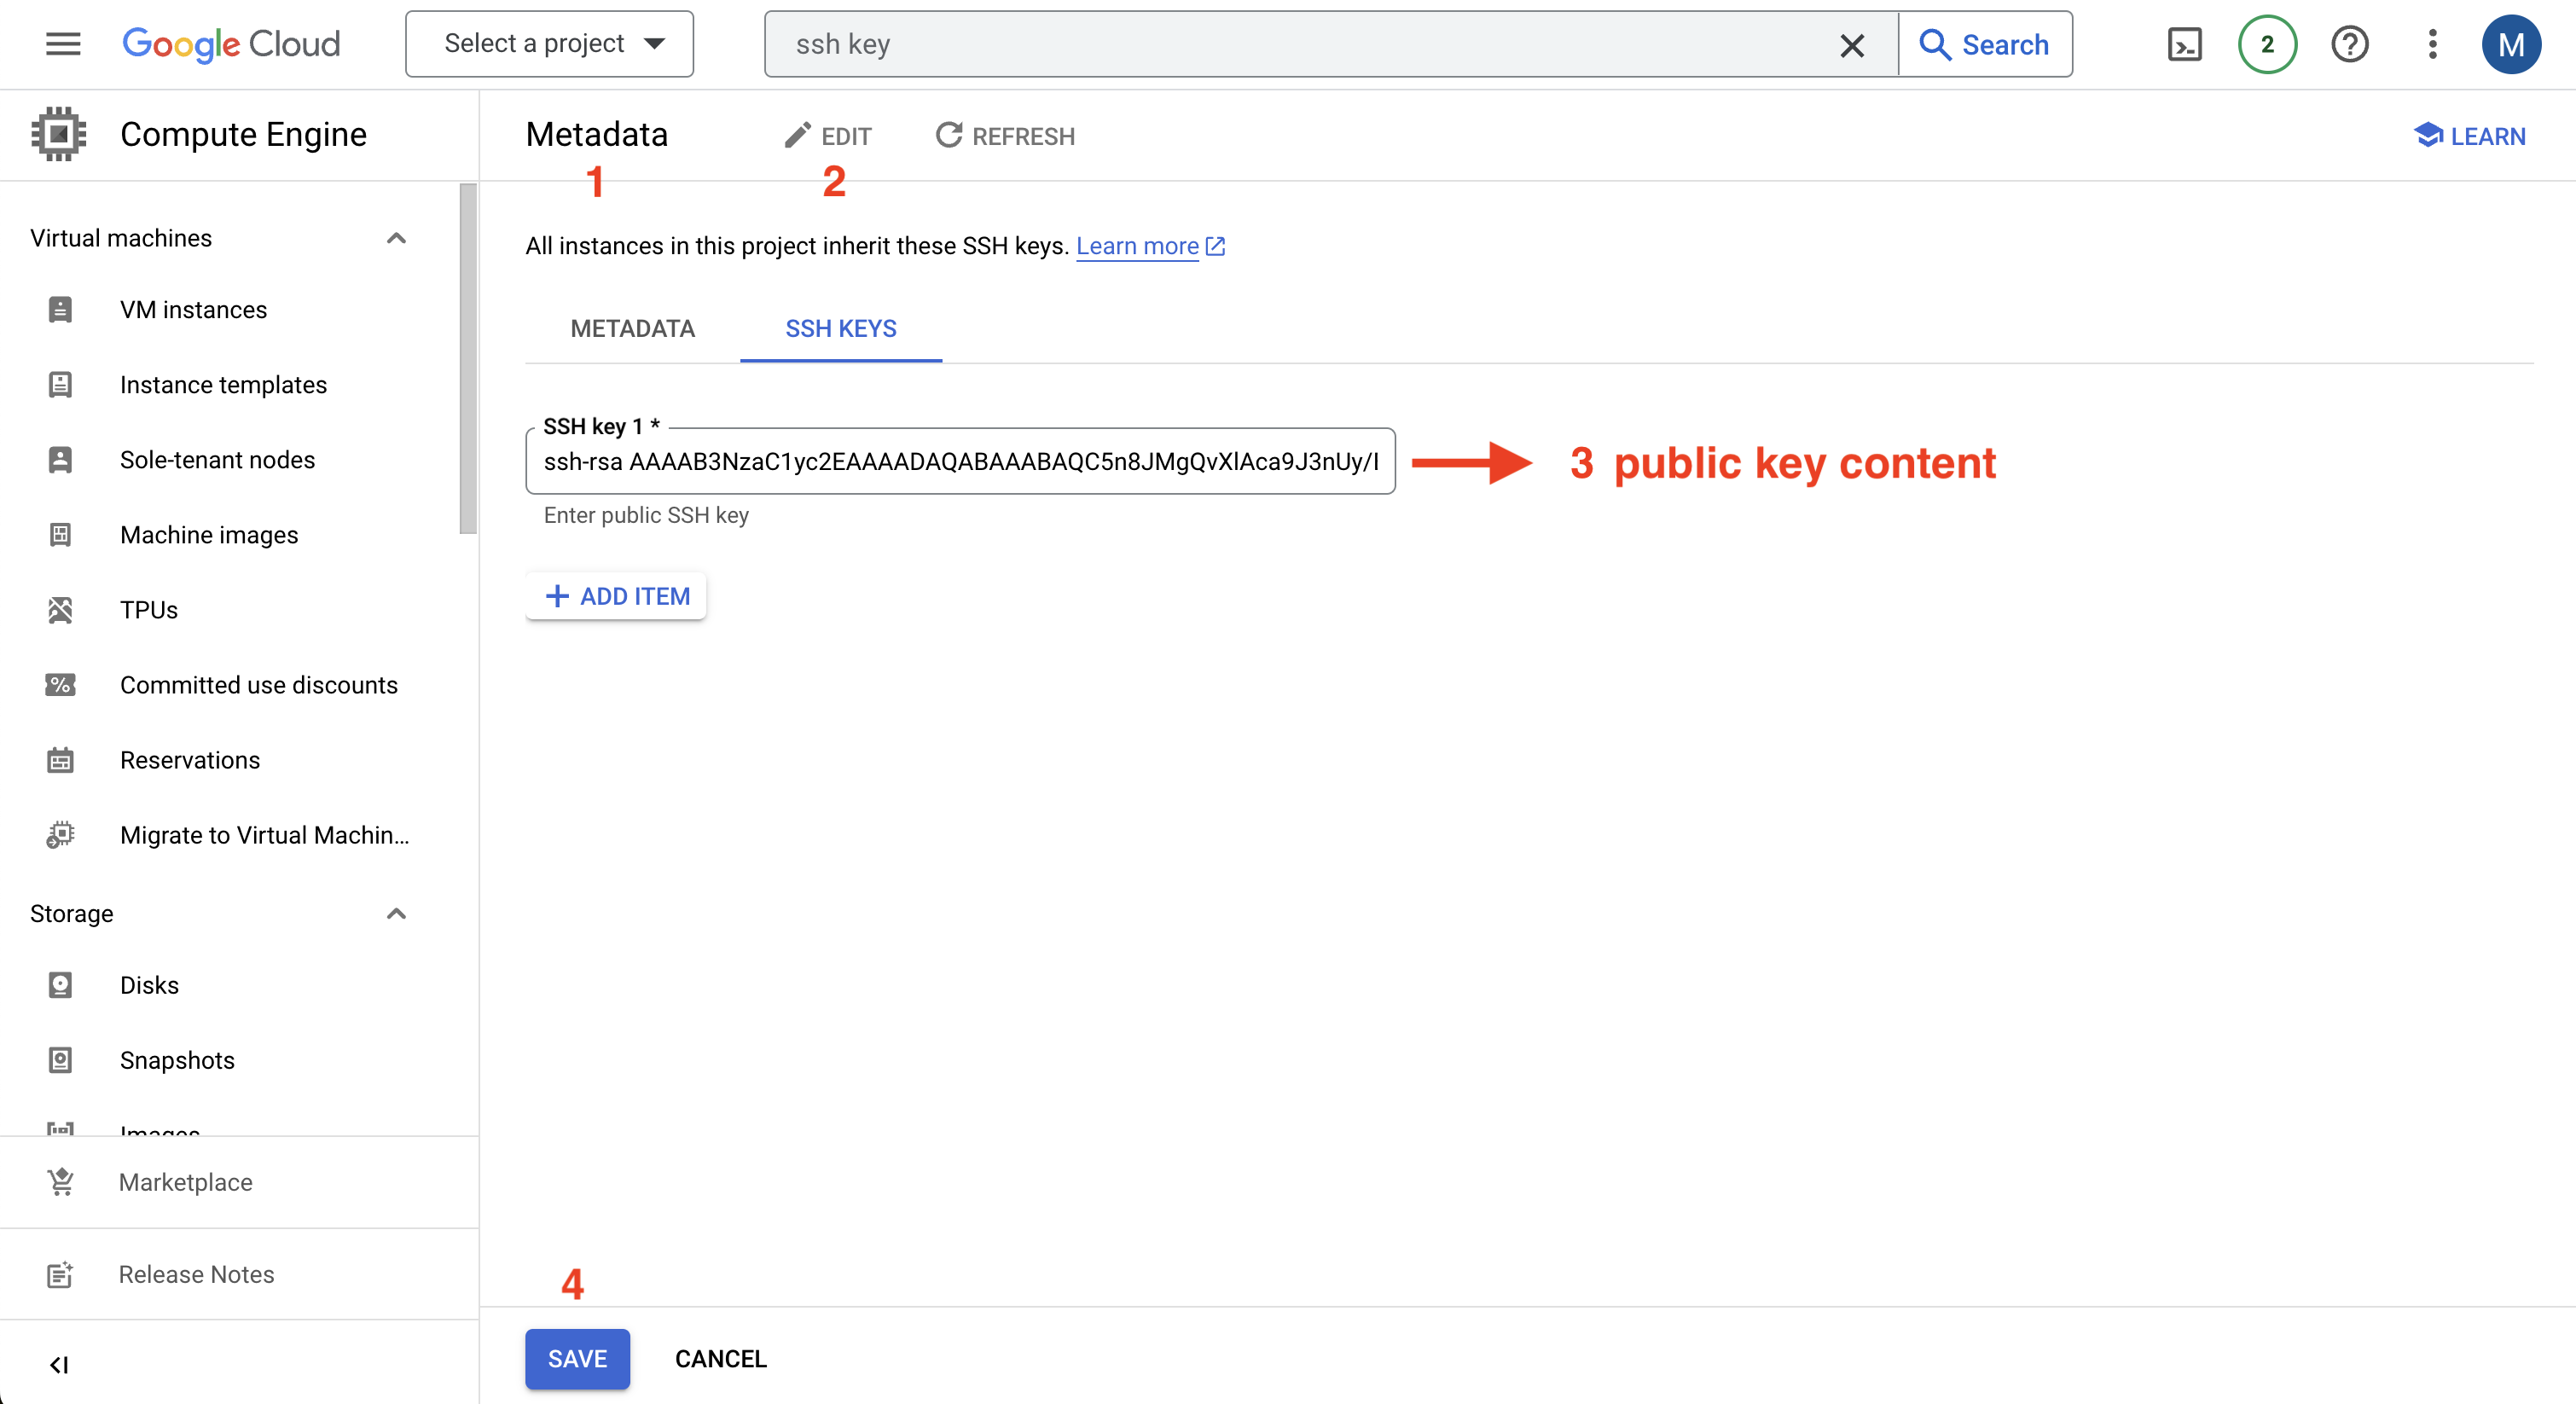 Google Cloud
Select a project
ssh key
Search
2
M
Compute Engine
Metadata
EDIT
REFRESH
LEARN
1
2
Virtual machines
VM instances
Instance templates
Sole-tenant nodes
Machine images
TPUs
Committed use discounts
Reservations
Migrate to Virtual Machin...
Storage
Disks
Snapshots
Images
Marketplace
Release Notes
All instances in this project inherit these SSH keys. Learn more
METADATA
SSH KEYS
SSH key 1 *
ssh-rsa AAAAB3NzaC1yc2EAAAADAQABAAABAQC5n8JMgQvXlAca9J3nUy/I
3 public key content
Enter public SSH key
+ ADD ITEM
4
SAVE
CANCEL